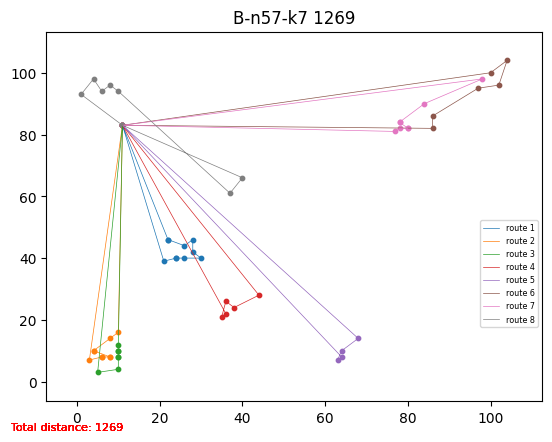 B-n57-k7 1269
100
80
60
40
20
0
route 1
route 2
route 3
route 4
route 5
route 6
route 7
route 8
0
20
40
60
80
100
Total distance: 1269